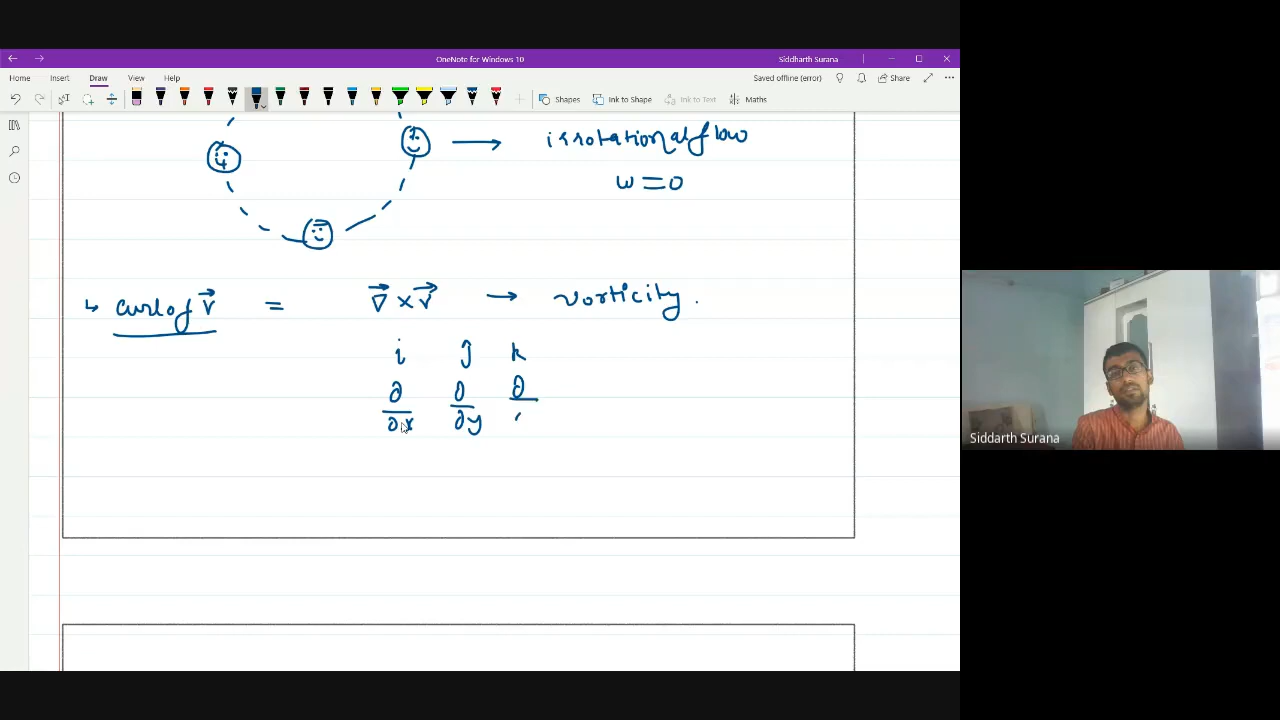 OneNote for Windows 10
Siddharth Surana
Home Insert Draw View Help
Saved offline (error)
Share
Shapes
Ink to Shape
Ink to Text
Maths
irrotational flow
w = 0
↳ curl of V⃗ = ∇⃗ × V⃗ → vorticity.
i ĵ k
∂ ∂ ∂
∂x ∂y
Siddarth Surana